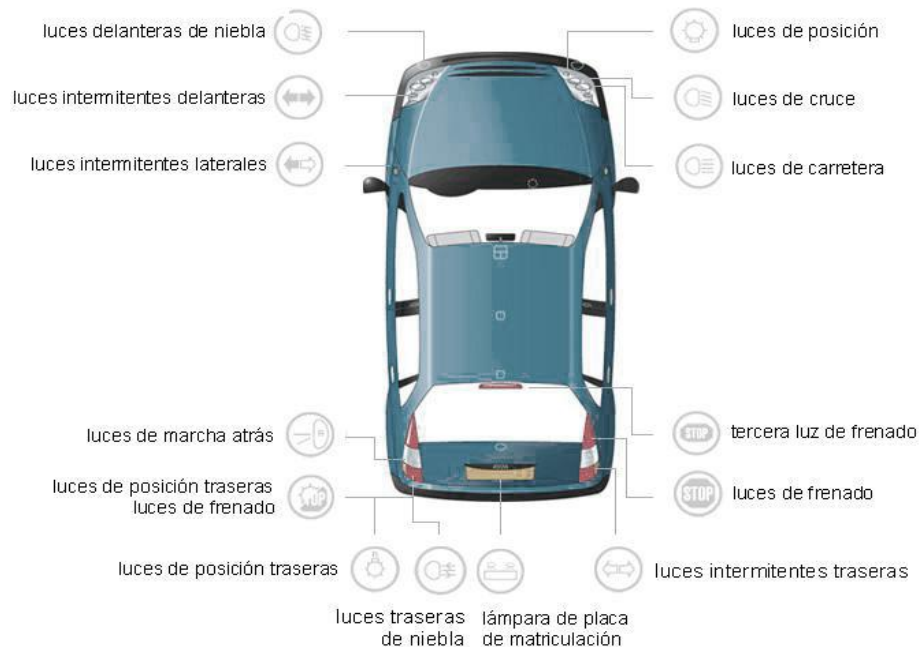 luces delanteras de niebla
luces de posición
luces intermitentes delanteras
luces de cruce
luces intermitentes laterales
luces de carretera
luces de marcha atrás
STOP
tercera luz de frenado
luces de posición traseras
luces de frenado
STOP
luces de frenado
luces de posición traseras
luces intermitentes traseras
luces traseras
de niebla
lámpara de placa
de matriculación